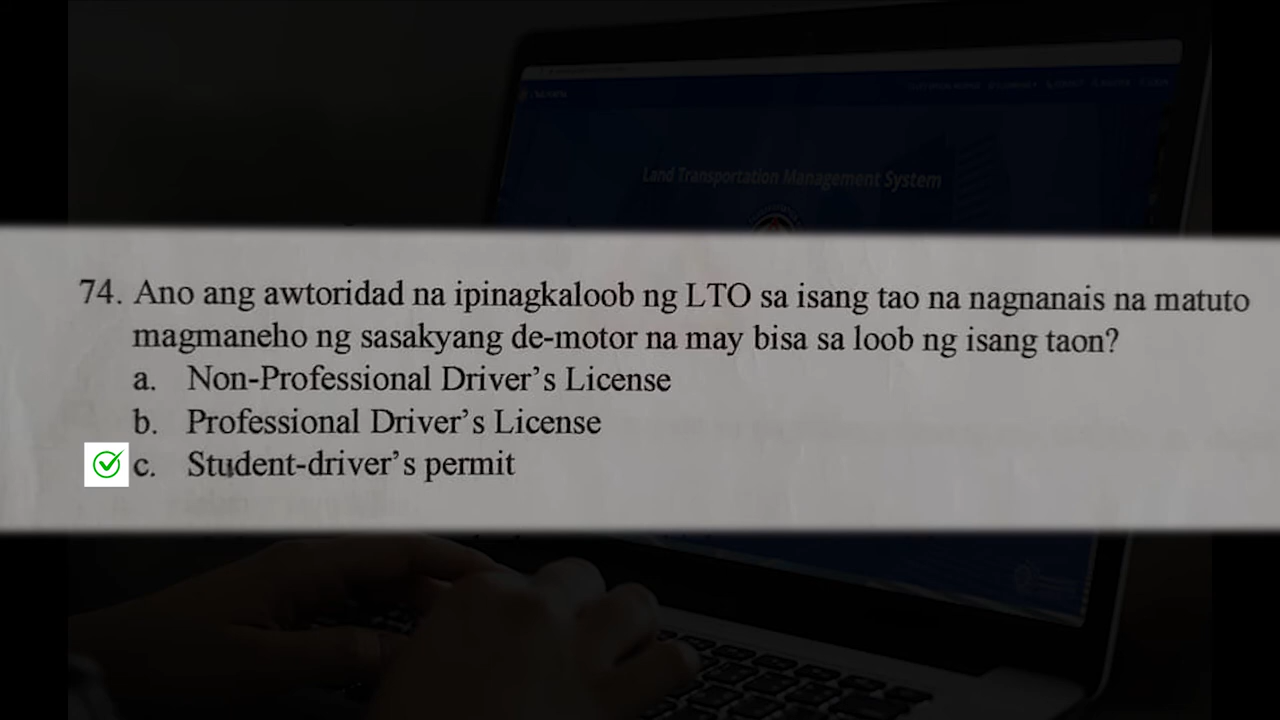 Land Transportation Management System
74. Ano ang awtoridad na ipinagkaloob ng LTO sa isang tao na nagnanais na matuto
magmaneho ng sasakyang de-motor na may bisa sa loob ng isang taon?
a. Non-Professional Driver's License
b. Professional Driver's License
c. Student-driver's permit